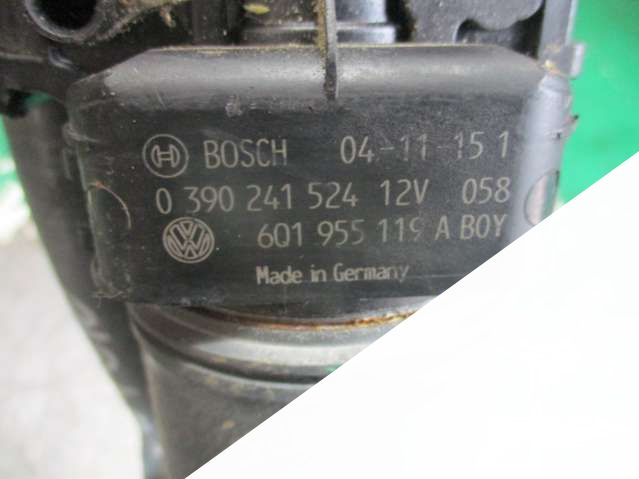 BOSCH 04-11-15 1
0 390 241 524 12V 058
6Q1 955 119 A BOY
Made in Germany